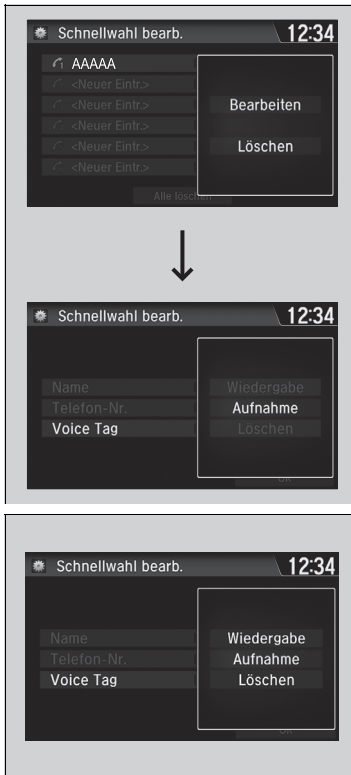 Schnellwahl bearb. 12:34
AAAAA
<Neuer Eintr.>
<Neuer Eintr.>
<Neuer Eintr.>
<Neuer Eintr.>
<Neuer Eintr.>
Bearbeiten
Löschen
Alle löschen
Schnellwahl bearb. 12:34
Name
Telefon-Nr.
Voice Tag
Wiedergabe
Aufnahme
Löschen
OK
Schnellwahl bearb. 12:34
Name
Telefon-Nr.
Voice Tag
Wiedergabe
Aufnahme
Löschen
OK